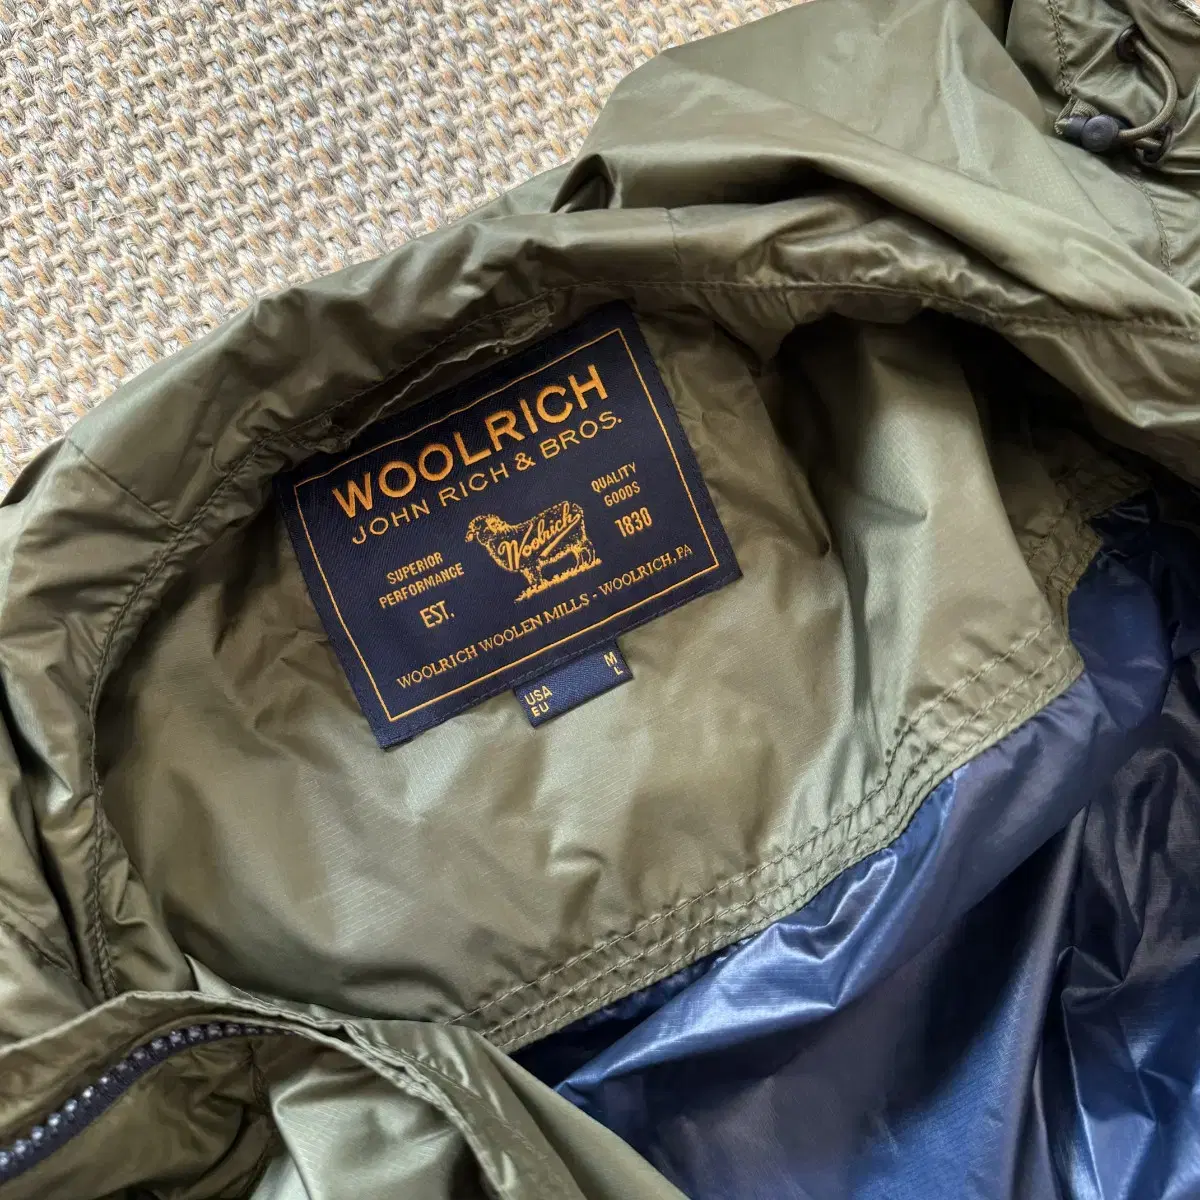 WOOLRICH
JOHN RICH & BROS.
SUPERIOR
PERFORMANCE
EST.
Woolrich
QUALITY
GOODS
1830
WOOLRICH WOOLEN MILLS - WOOLRICH, PA
USA M
EU L